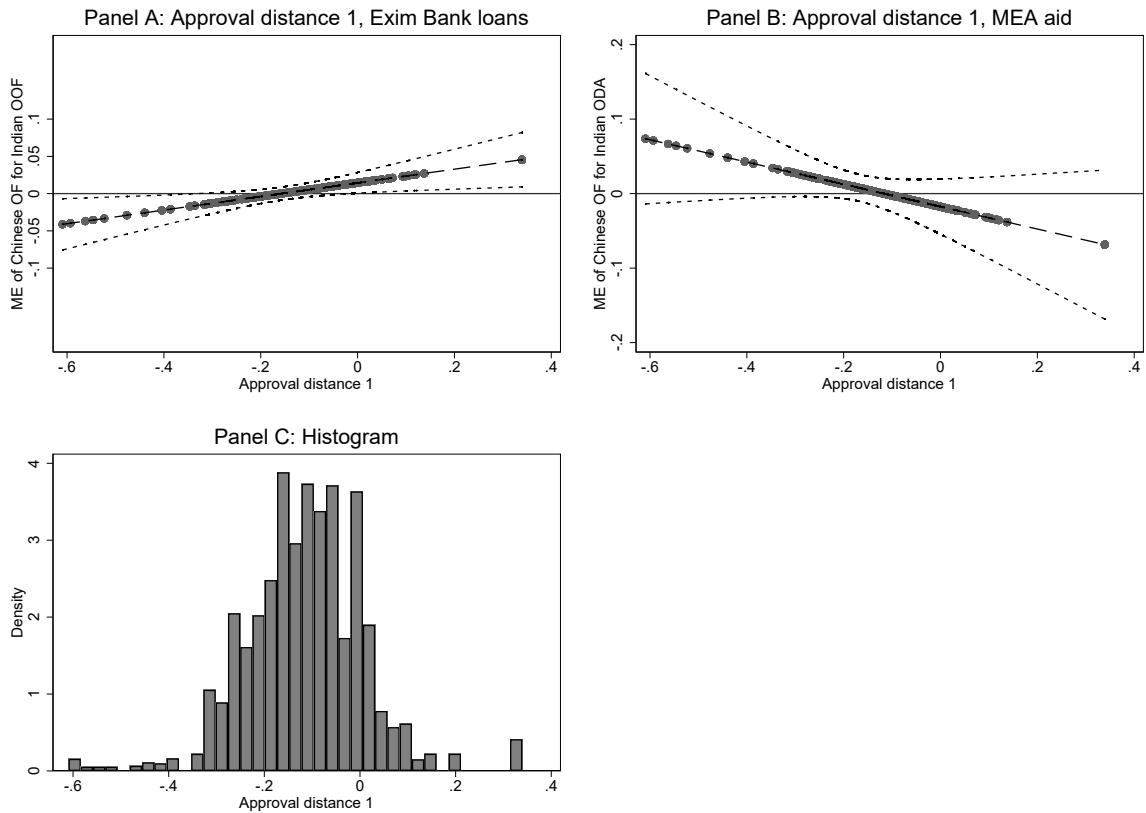 Panel A: Approval distance 1, Exim Bank loans
ME of Chinese OF for Indian OOF
.1
.05
0
-.05
-.1
-.6 -.4 -.2 0 .2 .4
Approval distance 1
Panel B: Approval distance 1, MEA aid
ME of Chinese OF for Indian ODA
.2
.1
0
-.1
-.2
-.6 -.4 -.2 0 .2 .4
Approval distance 1
Panel C: Histogram
Density
4
3
2
1
0
-.6 -.4 -.2 0 .2 .4
Approval distance 1